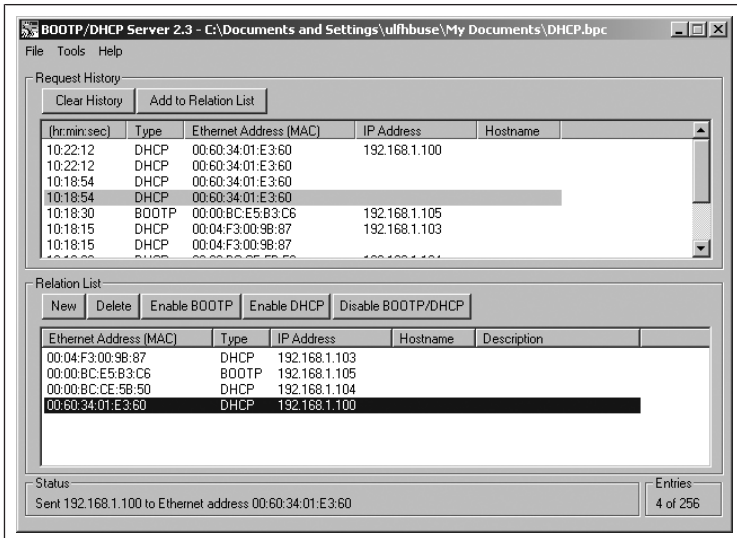 BOOTP/DHCP Server 2.3 - C:\Documents and Settings\ulfhbuse\My Documents\DHCP.bpc
File Tools Help
Request History
Clear History Add to Relation List
(hr:min:sec) Type Ethernet Address (MAC) IP Address Hostname
10:22:12 DHCP 00:60:34:01:E3:60 192.168.1.100
10:22:12 DHCP 00:60:34:01:E3:60
10:18:54 DHCP 00:60:34:01:E3:60
10:18:54 DHCP 00:60:34:01:E3:60
10:18:30 BOOTP 00:00:BC:E5:B3:C6 192.168.1.105
10:18:15 DHCP 00:04:F3:00:9B:87 192.168.1.103
10:18:15 DHCP 00:04:F3:00:9B:87
Relation List
New Delete Enable BOOTP Enable DHCP Disable BOOTP/DHCP
Ethernet Address (MAC) Type IP Address Hostname Description
00:04:F3:00:9B:87 DHCP 192.168.1.103
00:00:BC:E5:B3:C6 BOOTP 192.168.1.105
00:00:BC:CE:5B:50 DHCP 192.168.1.104
00:60:34:01:E3:60 DHCP 192.168.1.100
Status
Sent 192.168.1.100 to Ethernet address 00:60:34:01:E3:60
Entries
4 of 256